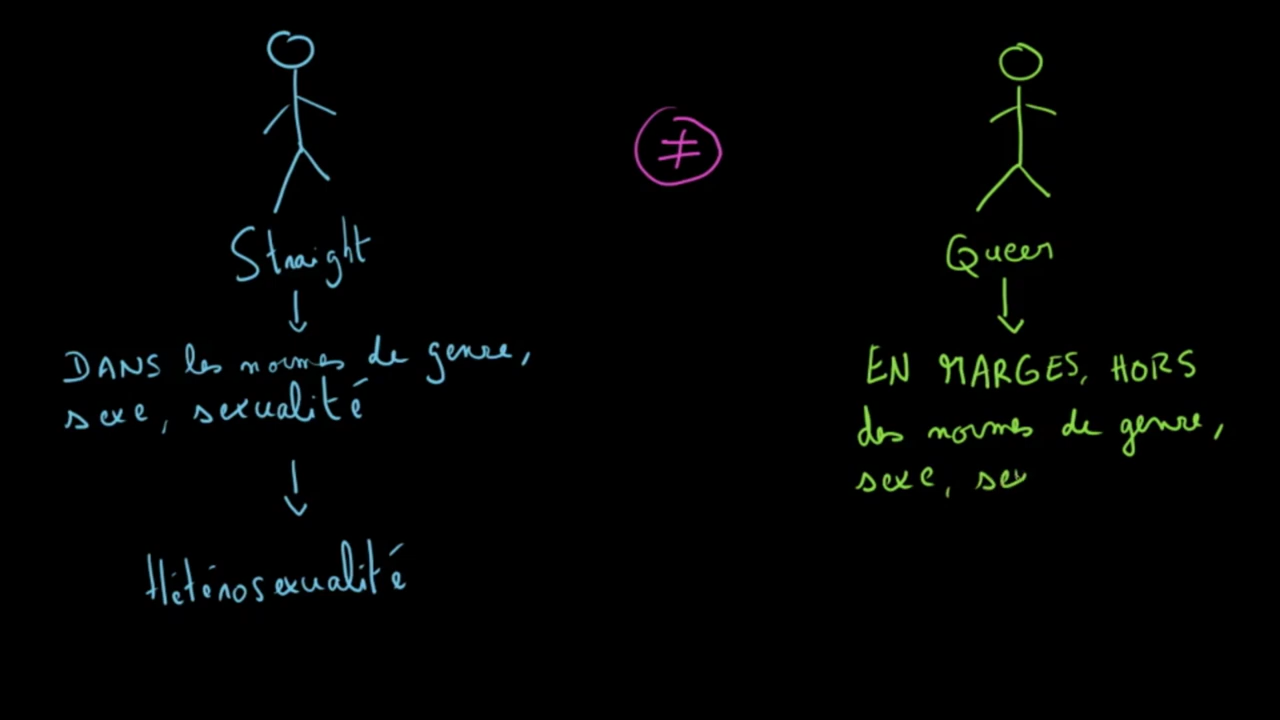 ≠
Straight
DANS les normes de genre,
sexe, sexualité
Hétérosexualité
Queer
EN MARGES, HORS
des normes de genre,
sexe, sex